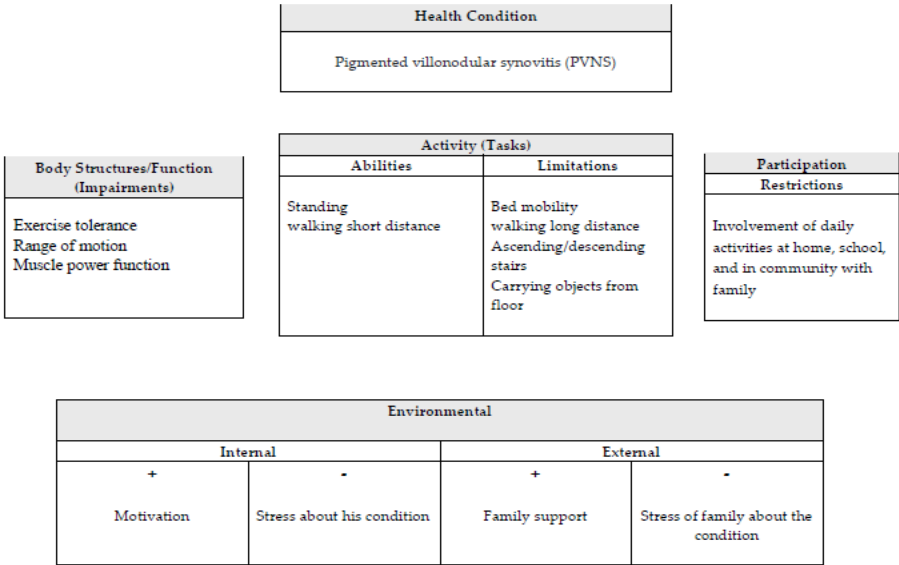 Health Condition
Pigmented villonodular synovitis (PVNS)
Body Structures/Function
(Impairments)
Exercise tolerance
Range of motion
Muscle power function
Activity (Tasks)
Abilities
Limitations
Standing
walking short distance
Bed mobility
walking long distance
Ascending/descending
stairs
Carrying objects from
floor
Participation
Restrictions
Involvement of daily
activities at home, school,
and in community with
family
Environmental
Internal
External
+
-
+
-
Motivation
Stress about his condition
Family support
Stress of family about the
condition